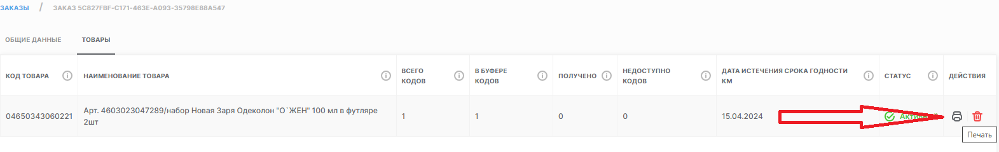 ЗАКАЗЫ / ЗАКАЗ 5C827FBF-C171-463E-A093-35798E88A547
ОБЩИЕ ДАННЫЕ ТОВАРЫ
КОД ТОВАРА
НАИМЕНОВАНИЕ ТОВАРА
ВСЕГО
КОДОВ
В БУФЕРЕ
КОДОВ
ПОЛУЧЕНО
НЕДОСТУПНО
КОДОВ
ДАТА ИСТЕЧЕНИЯ СРОКА ГОДНОСТИ
КМ
СТАТУС
ДЕЙСТВИЯ
04650343060221
Арт. 4603023047289/набор Новая Заря Одеколон "О`ЖЕН" 100 мл в футляре
2шт
1
1
0
0
15.04.2024
Печать